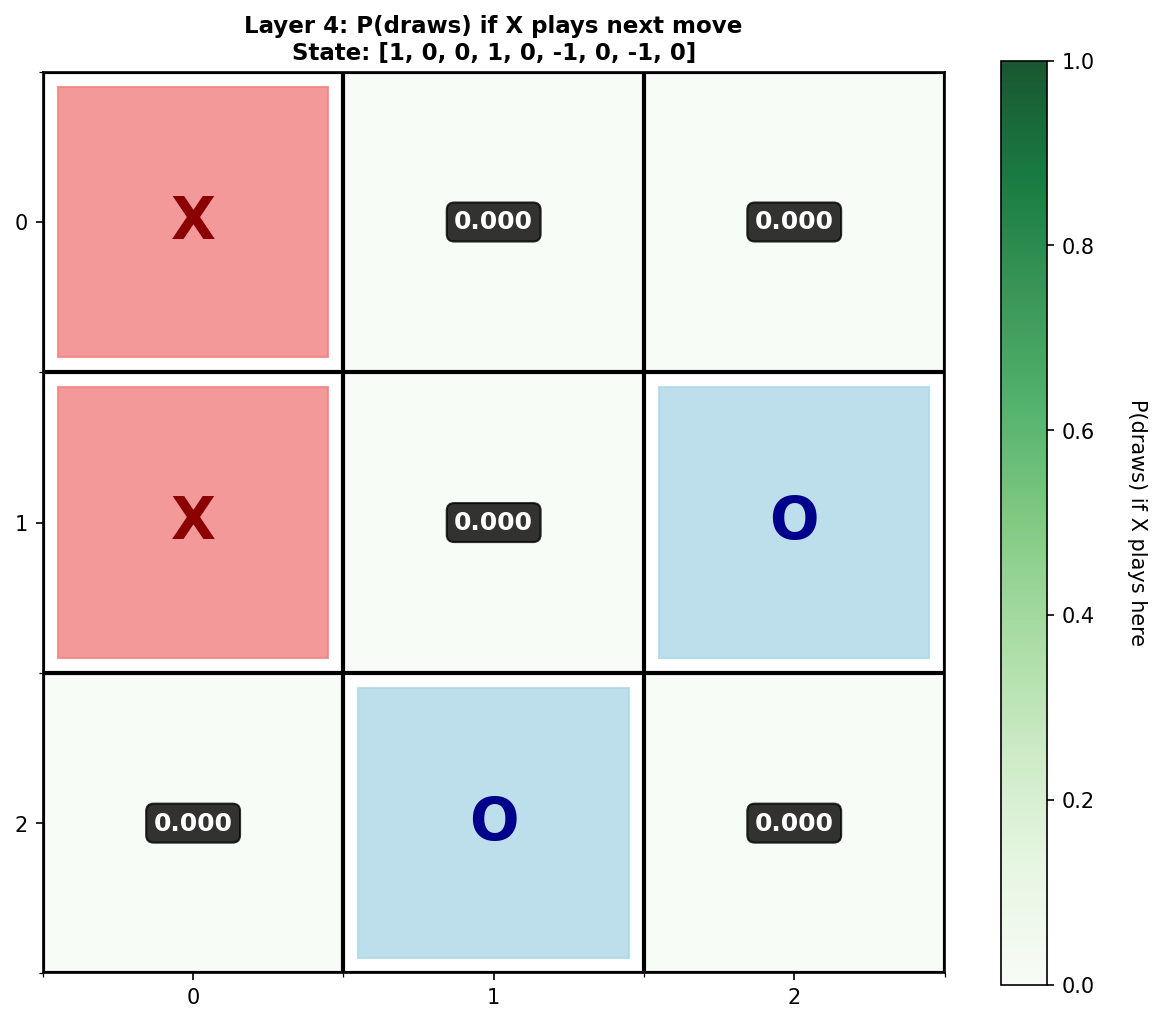 Layer 4: P(draws) if X plays next move
State: [1, 0, 0, 1, 0, -1, 0, -1, 0]
0
X
0.000
0.000
1
X
0.000
O
2
0.000
O
0.000
0
1
2
1.0
0.8
0.6
0.4
0.2
0.0
P(draws) if X plays here